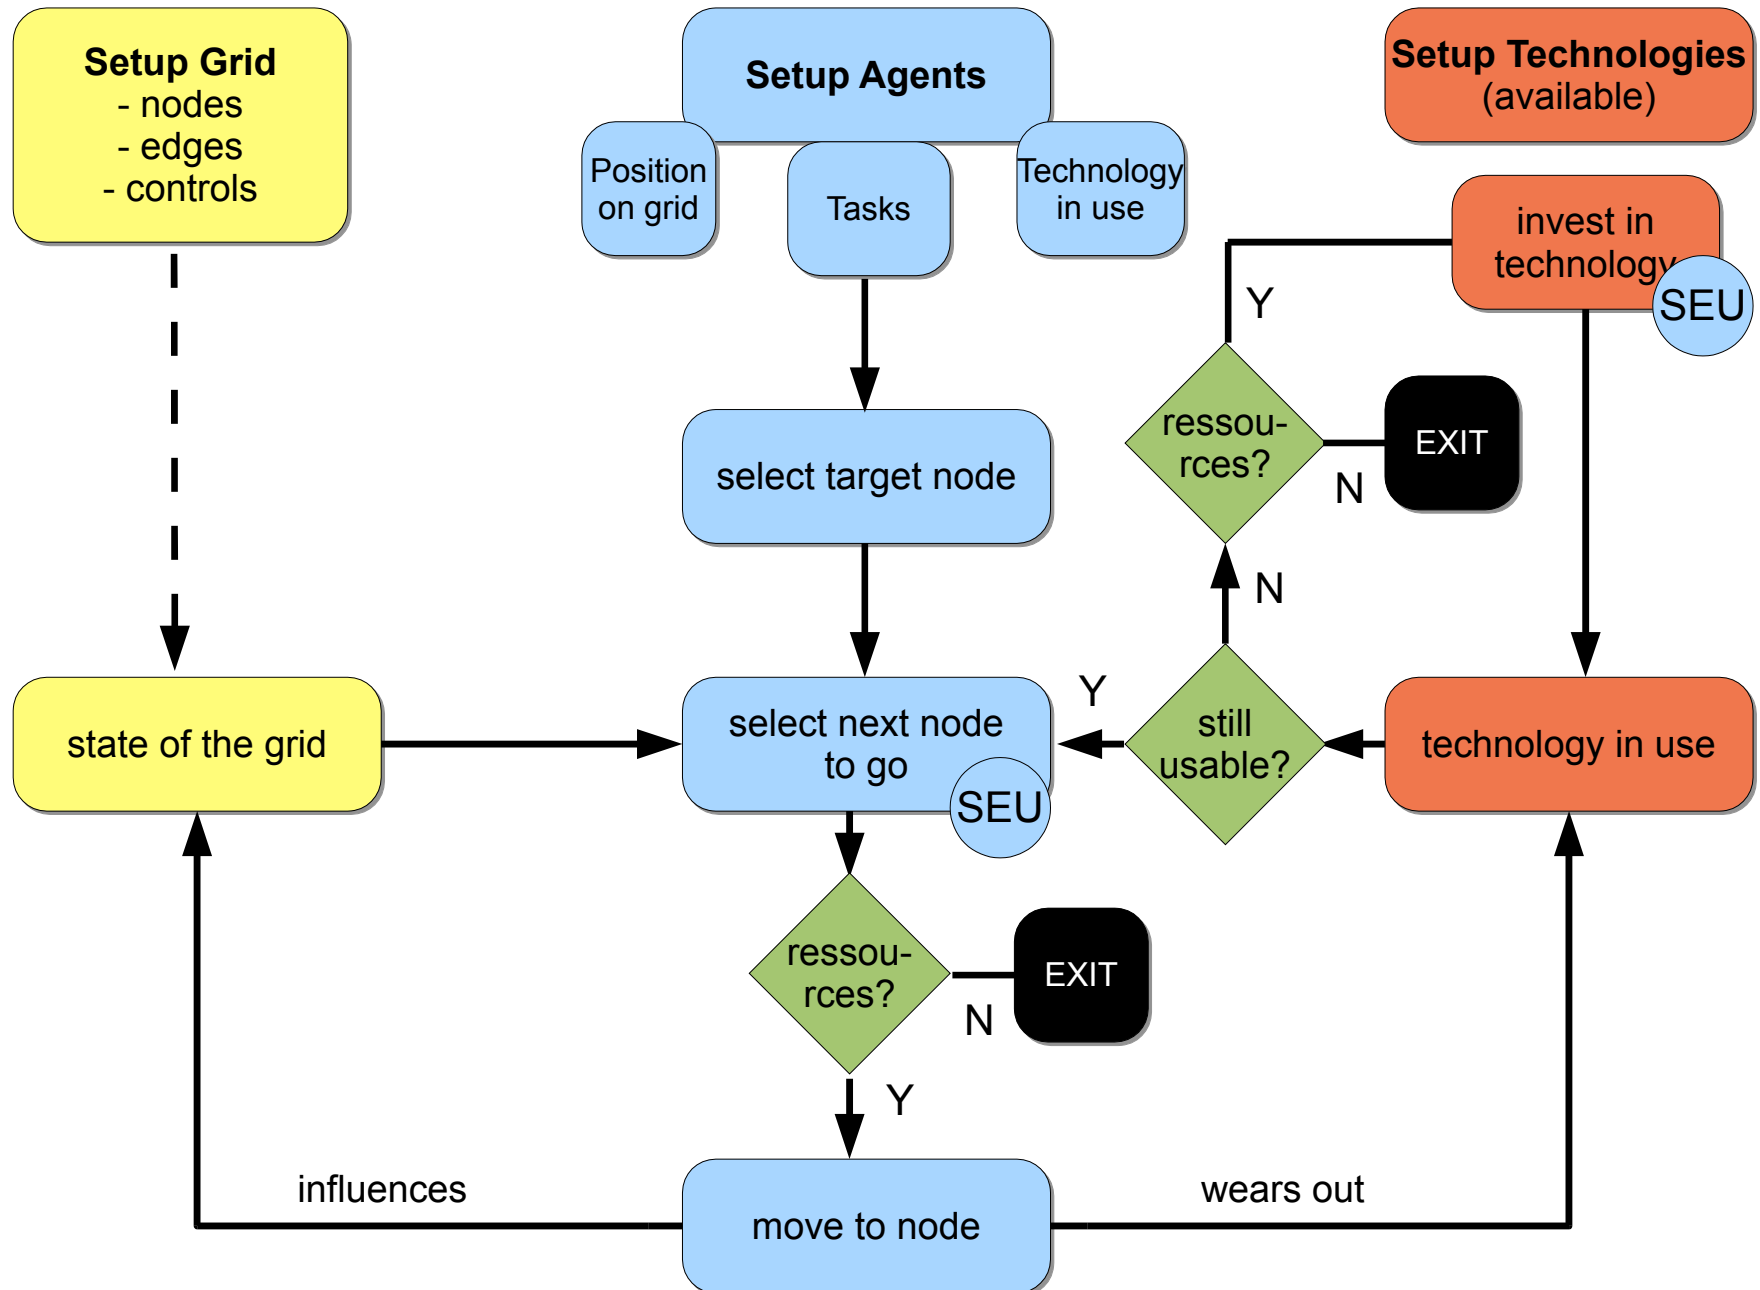 Setup Grid
- nodes
- edges
- controls
Setup Agents
Position
on grid
Tasks
Technology
in use
Setup Technologies
(available)
invest in
technology
SEU
Y
ressou-
rces?
N
EXIT
select target node
N
state of the grid
select next node
to go
SEU
Y
still
usable?
technology in use
ressou-
rces?
N
EXIT
Y
influences
move to node
wears out